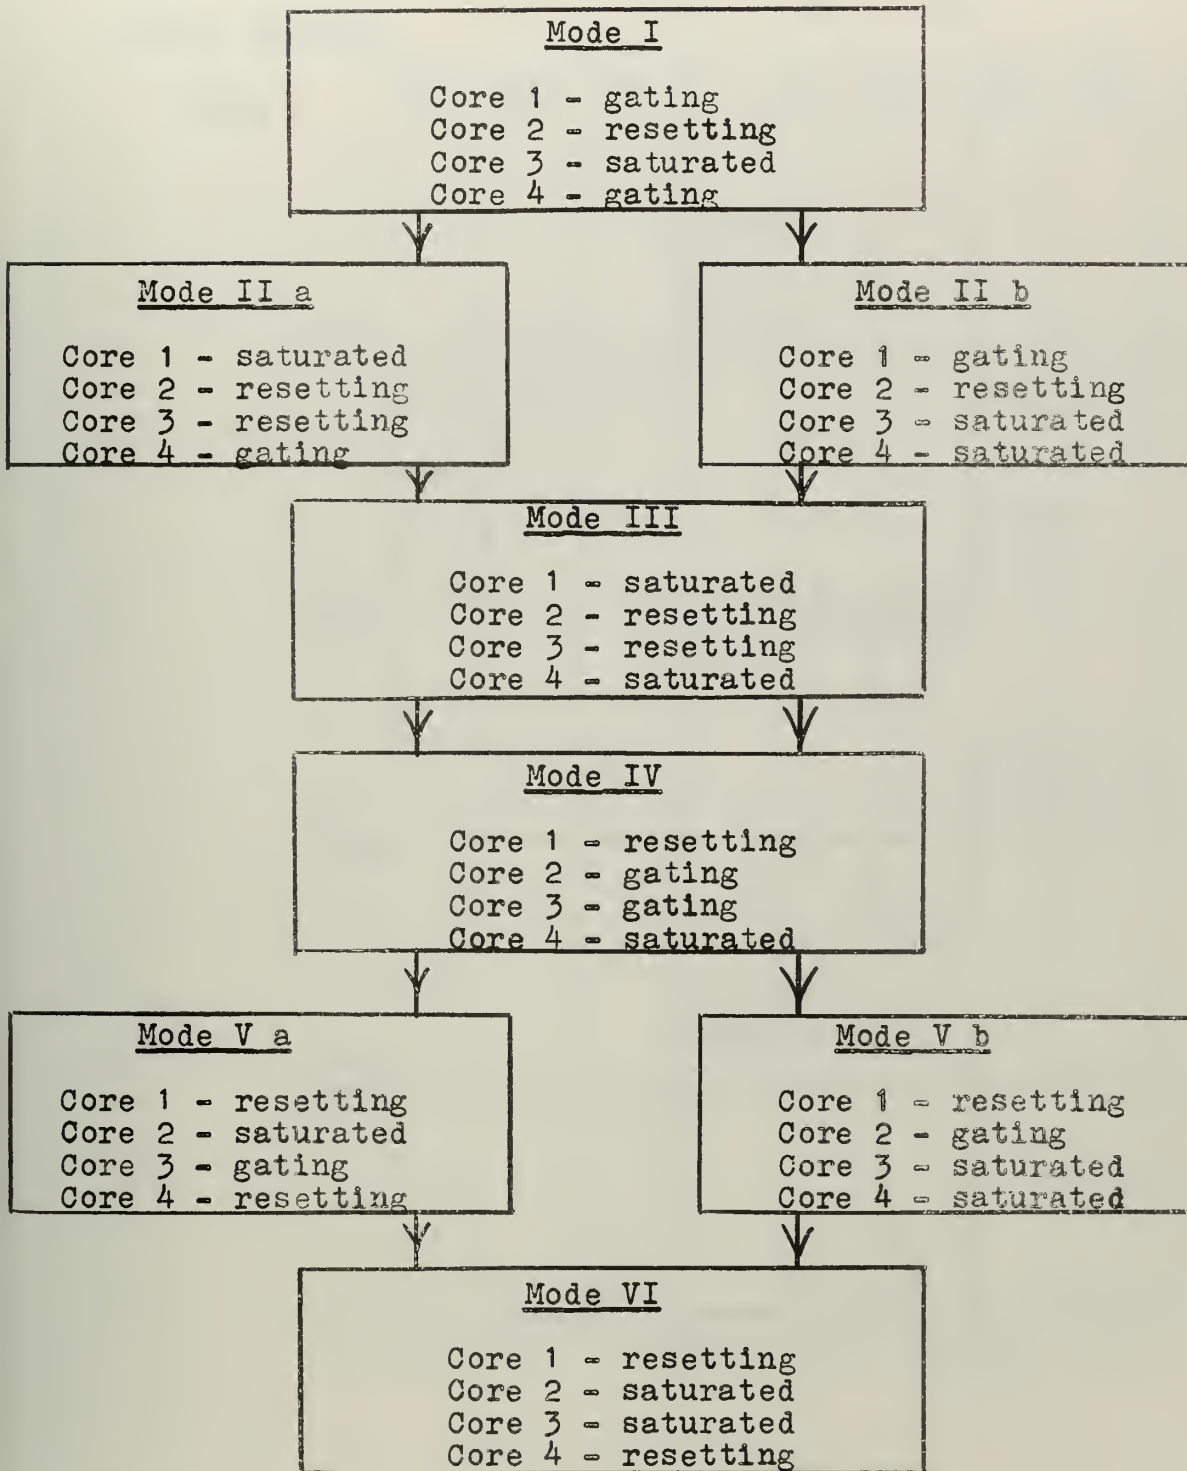 Mode I
Core 1 - gating
Core 2 - resetting
Core 3 - saturated
Core 4 - gating
Mode II a
Core 1 - saturated
Core 2 - resetting
Core 3 - resetting
Core 4 - gating
Mode II b
Core 1 - gating
Core 2 - resetting
Core 3 - saturated
Core 4 - saturated
Mode III
Core 1 - saturated
Core 2 - resetting
Core 3 - resetting
Core 4 - saturated
Mode IV
Core 1 - resetting
Core 2 - gating
Core 3 - gating
Core 4 - saturated
Mode V a
Core 1 - resetting
Core 2 - saturated
Core 3 - gating
Core 4 - resetting
Mode V b
Core 1 - resetting
Core 2 - gating
Core 3 - saturated
Core 4 - saturated
Mode VI
Core 1 - resetting
Core 2 - saturated
Core 3 - saturated
Core 4 - resetting